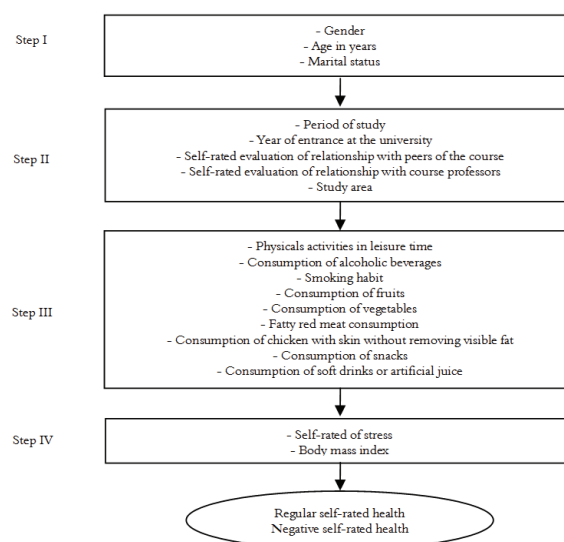 Step I
- Gender
- Age in years
- Marital status
Step II
- Period of study
- Year of entrance at the university
- Self-rated evaluation of relationship with peers of the course
- Self-rated evaluation of relationship with course professors
- Study area
Step III
- Physicals activities in leisure time
- Consumption of alcoholic beverages
- Smoking habit
- Consumption of fruits
- Consumption of vegetables
- Fatty red meat consumption
- Consumption of chicken with skin without removing visible fat
- Consumption of snacks
- Consumption of soft drinks or artificial juice
Step IV
- Self-rated of stress
- Body mass index
Regular self-rated health
Negative self-rated health